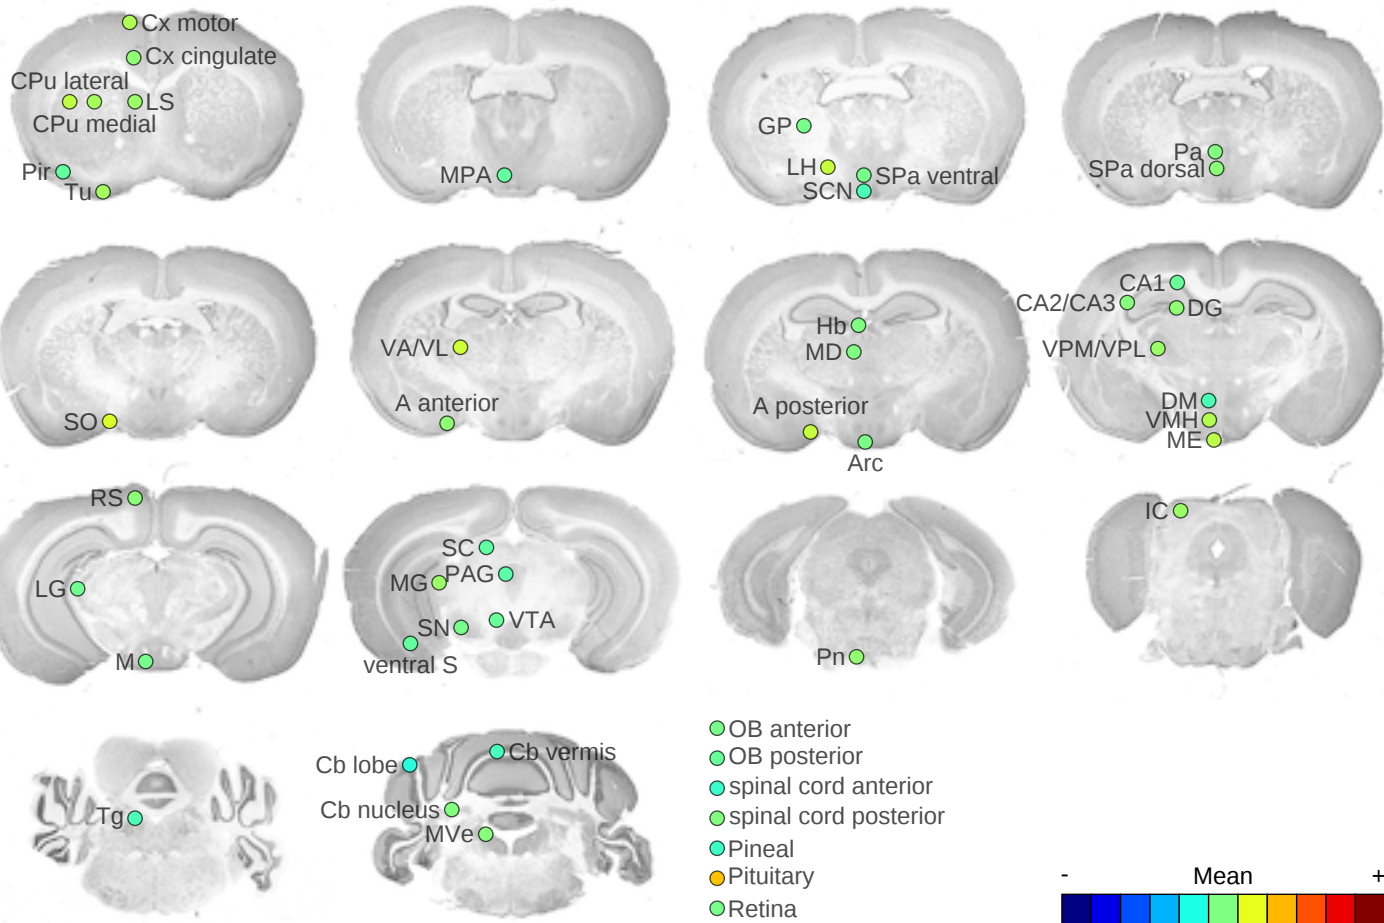 Cx motor
Cx cingulate
CPu lateral
LS
CPu medial
Pir
Tu
MPA
GP
LH
SPa ventral
SCN
Pa
SPa dorsal
SO
VA/VL
A anterior
Hb
MD
A posterior
Arc
CA1
CA2/CA3
DG
VPM/VPL
DM
VMH
ME
RS
LG
M
SC
MG
PAG
SN
VTA
ventral S
Pn
IC
Tg
Cb lobe
Cb vermis
Cb nucleus
MVe
OB anterior
OB posterior
spinal cord anterior
spinal cord posterior
Pineal
Pituitary
Retina
- Mean +